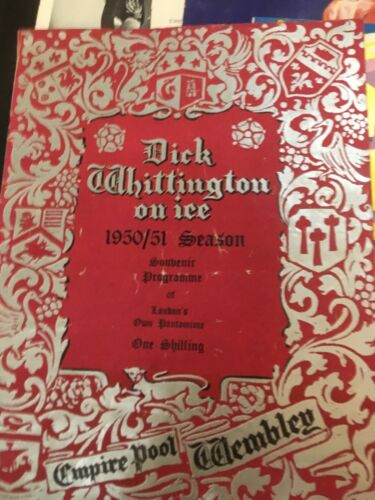 Dick
Whittington
on ice
1950/51 Season
Souvenir
Programme
of
London's
Own Pantomime
One Shilling
Empire Pool Wembley